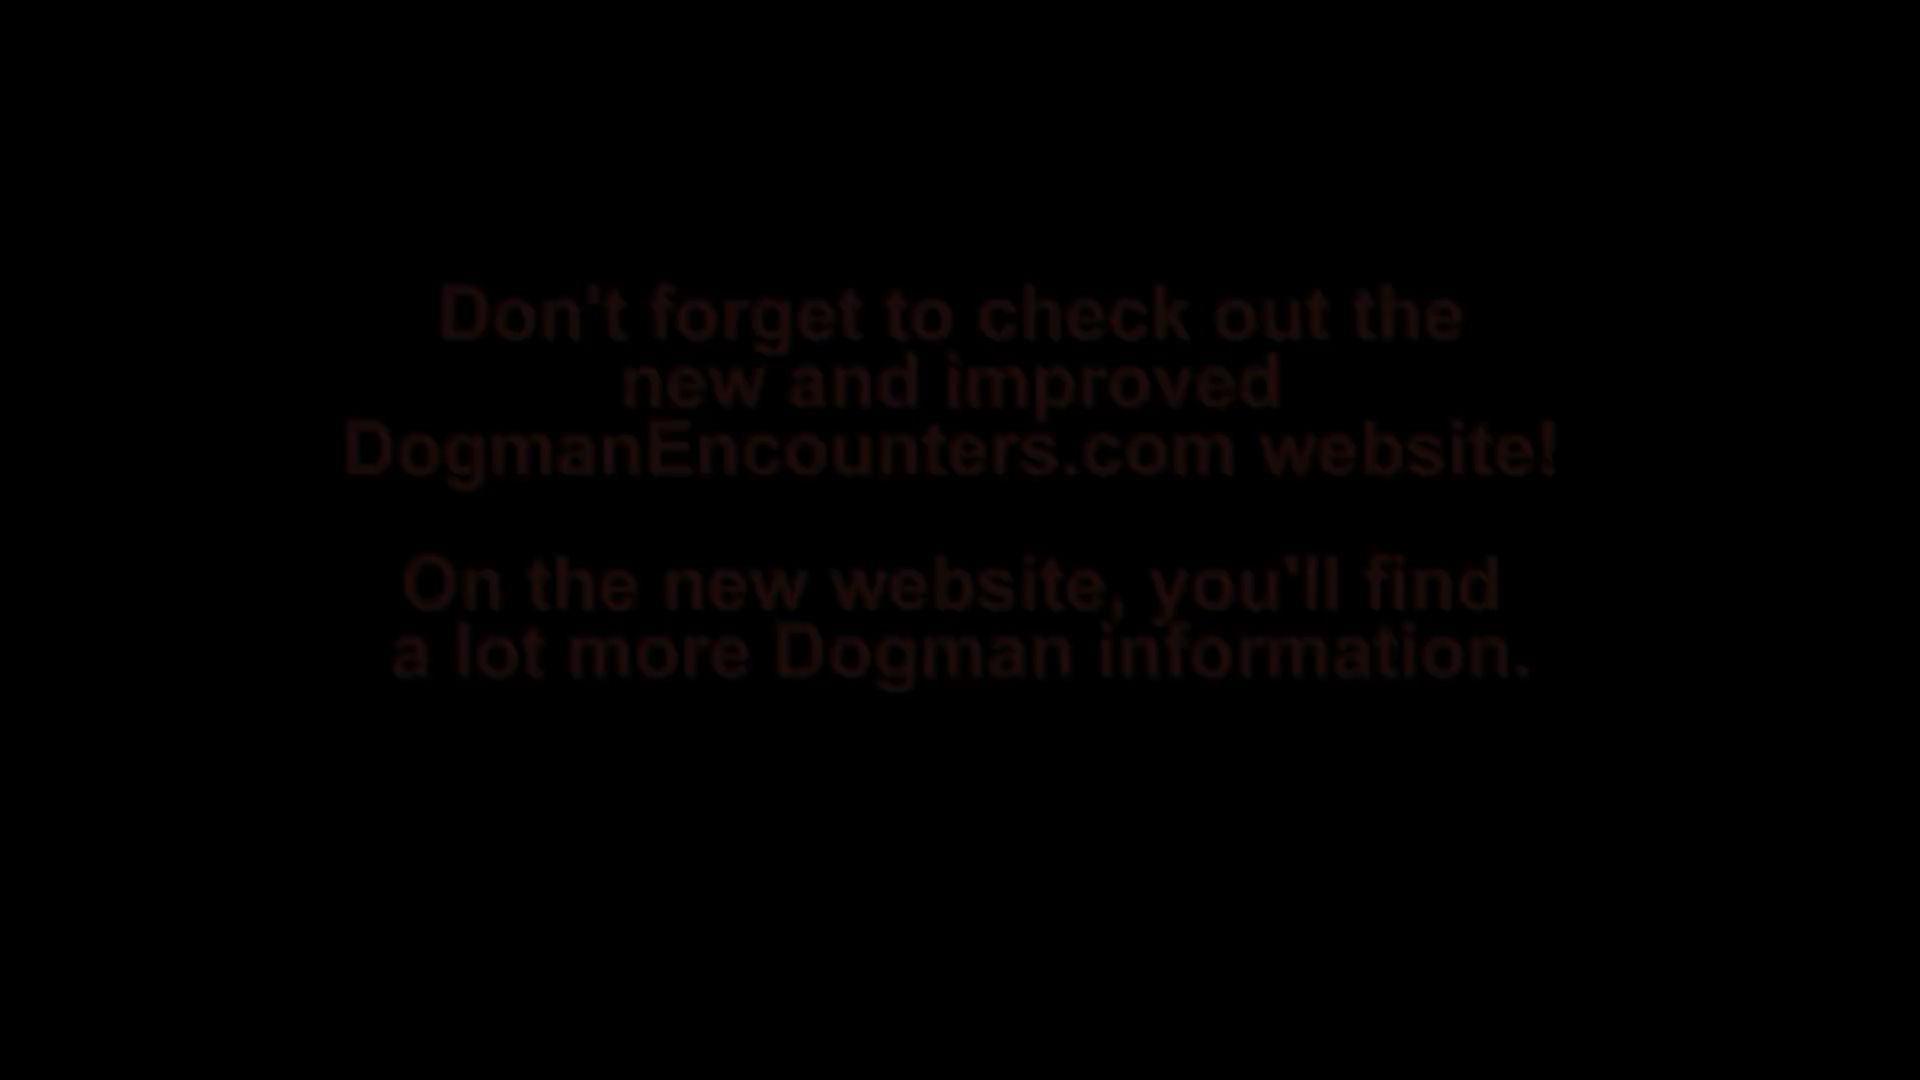 Don't forget to check out the
new and improved
DogmanEncounters.com website!
On the new website, you'll find
a lot more Dogman information.